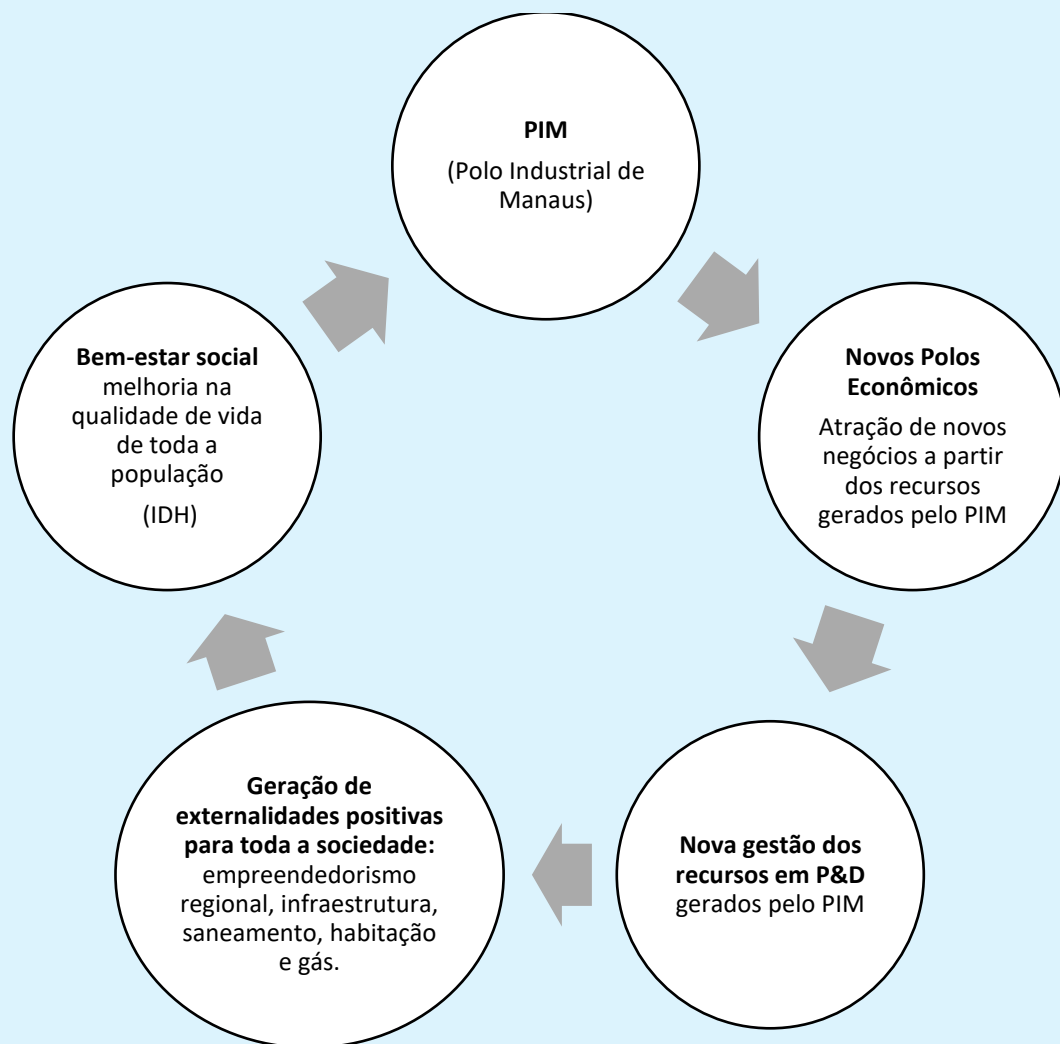 PIM
(Polo Industrial de
Manaus)
Novos Polos
Econômicos
Atração de novos
negócios a partir
dos recursos
gerados pelo PIM
Nova gestão dos
recursos em P&D
gerados pelo PIM
Geração de
externalidades positivas
para toda a sociedade:
empreendedorismo
regional, infraestrutura,
saneamento, habitação
e gás.
Bem-estar social
melhoria na
qualidade de vida
de toda a
população
(IDH)